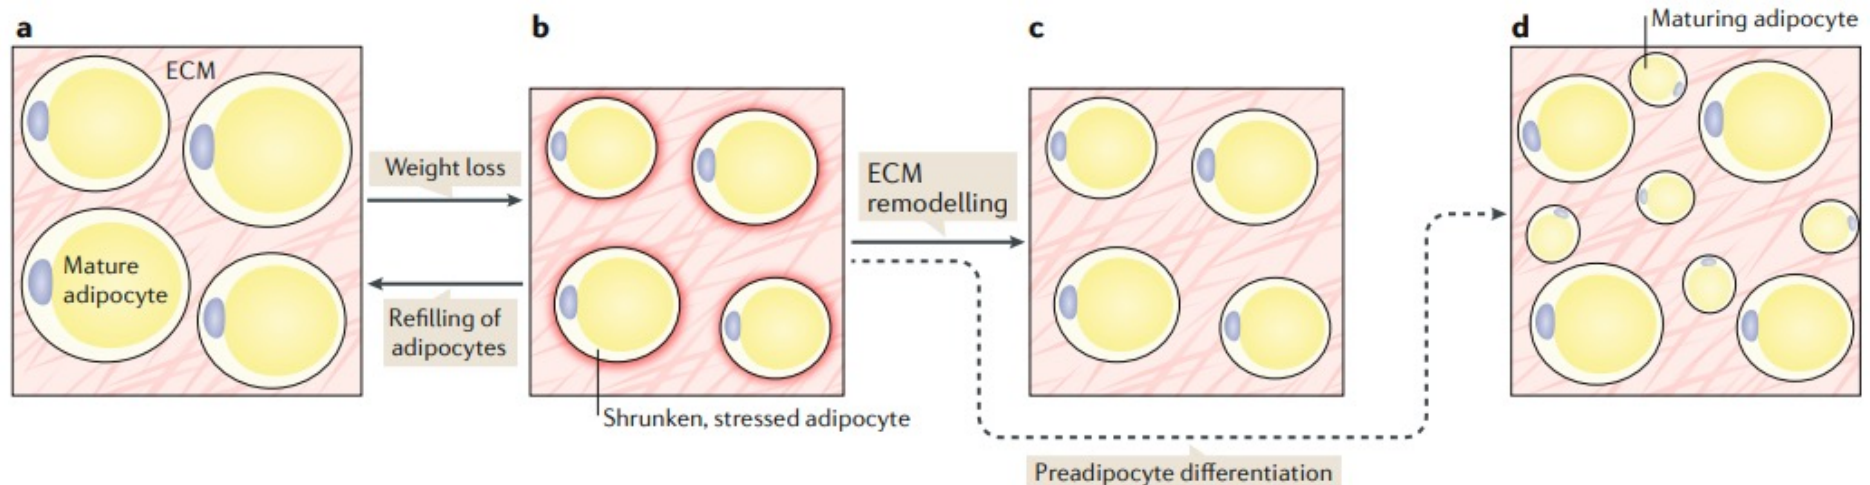 a
ECM
Mature
adipocyte
Weight loss
Refilling of
adipocytes
b
Shrunken, stressed adipocyte
ECM
remodelling
c
Preadipocyte differentiation
d
Maturing adipocyte